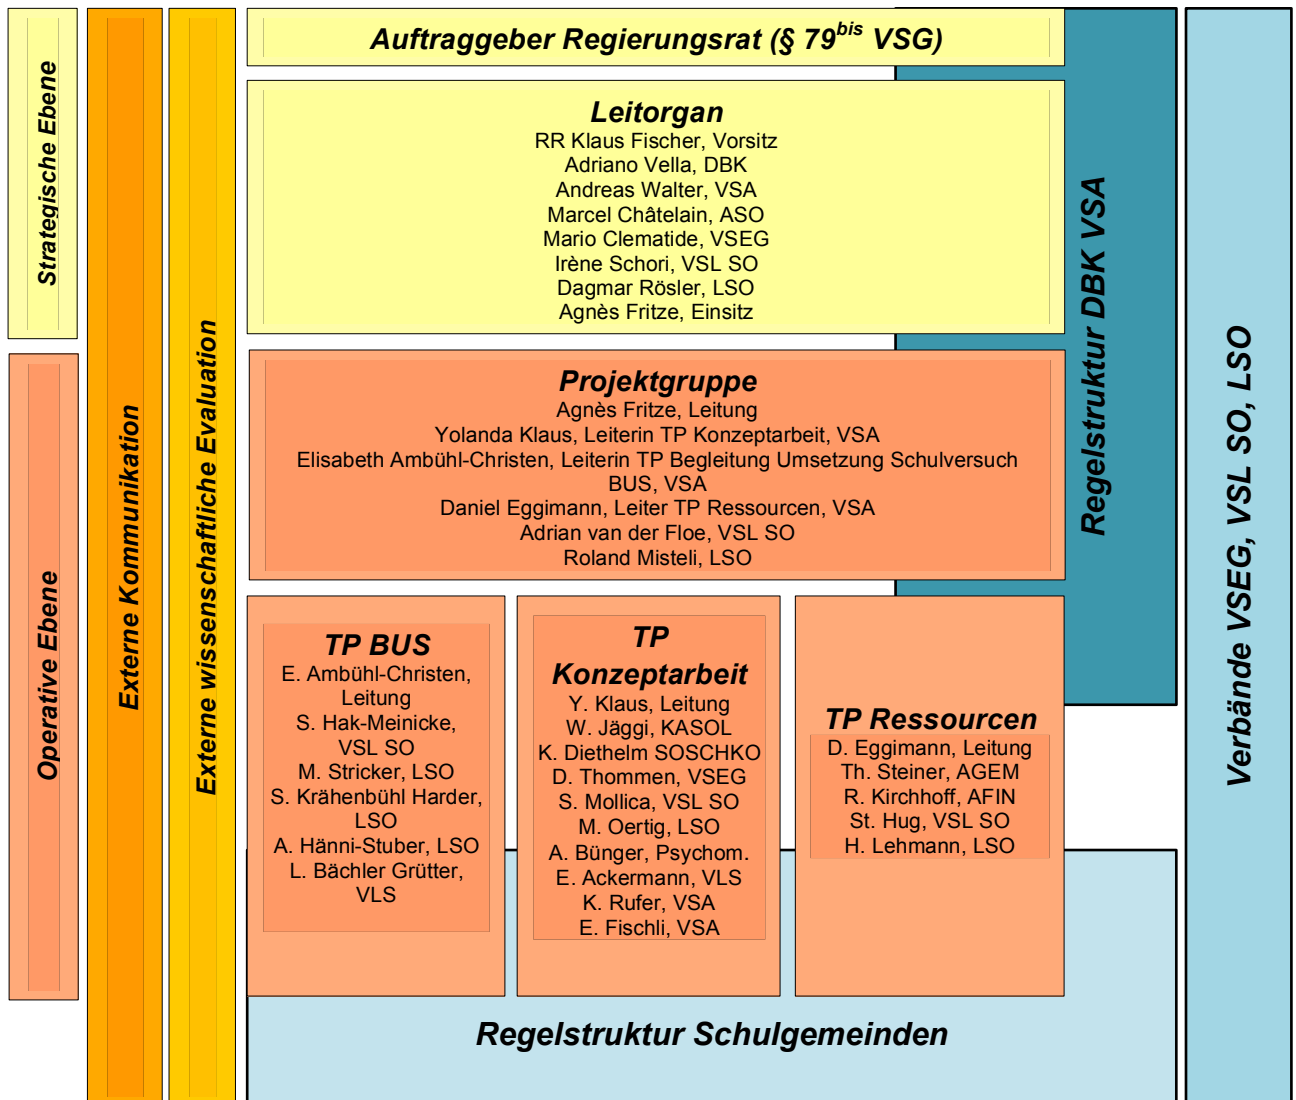 Auftraggeber Regierungsrat (§ 79bis VSG)
Strategische Ebene
Operative Ebene
Externe Kommunikation
Externe wissenschaftliche Evaluation
Leitorgan
RR Klaus Fischer, Vorsitz
Adriano Vella, DBK
Andreas Walter, VSA
Marcel Châtelain, ASO
Mario Clematide, VSEG
Irène Schori, VSL SO
Dagmar Rösler, LSO
Agnès Fritze, Einsitz
Projektgruppe
Agnès Fritze, Leitung
Yolanda Klaus, Leiterin TP Konzeptarbeit, VSA
Elisabeth Ambühl-Christen, Leiterin TP Begleitung Umsetzung Schulversuch
BUS, VSA
Daniel Eggimann, Leiter TP Ressourcen, VSA
Adrian van der Floe, VSL SO
Roland Misteli, LSO
TP BUS
E. Ambühl-Christen,
Leitung
S. Hak-Meinicke,
VSL SO
M. Stricker, LSO
S. Krähenbühl Harder,
LSO
A. Hänni-Stuber, LSO
L. Bächler Grütter,
VLS
TP
Konzeptarbeit
Y. Klaus, Leitung
W. Jäggi, KASOL
K. Diethelm SOSCHKO
D. Thommen, VSEG
S. Mollica, VSL SO
M. Oertig, LSO
A. Bünger, Psychom.
E. Ackermann, VLS
K. Rufer, VSA
E. Fischli, VSA
TP Ressourcen
D. Eggimann, Leitung
Th. Steiner, AGEM
R. Kirchhoff, AFIN
St. Hug, VSL SO
H. Lehmann, LSO
Regelstruktur DBK VSA
Verbände VSEG, VSL SO, LSO
Regelstruktur Schulgemeinden